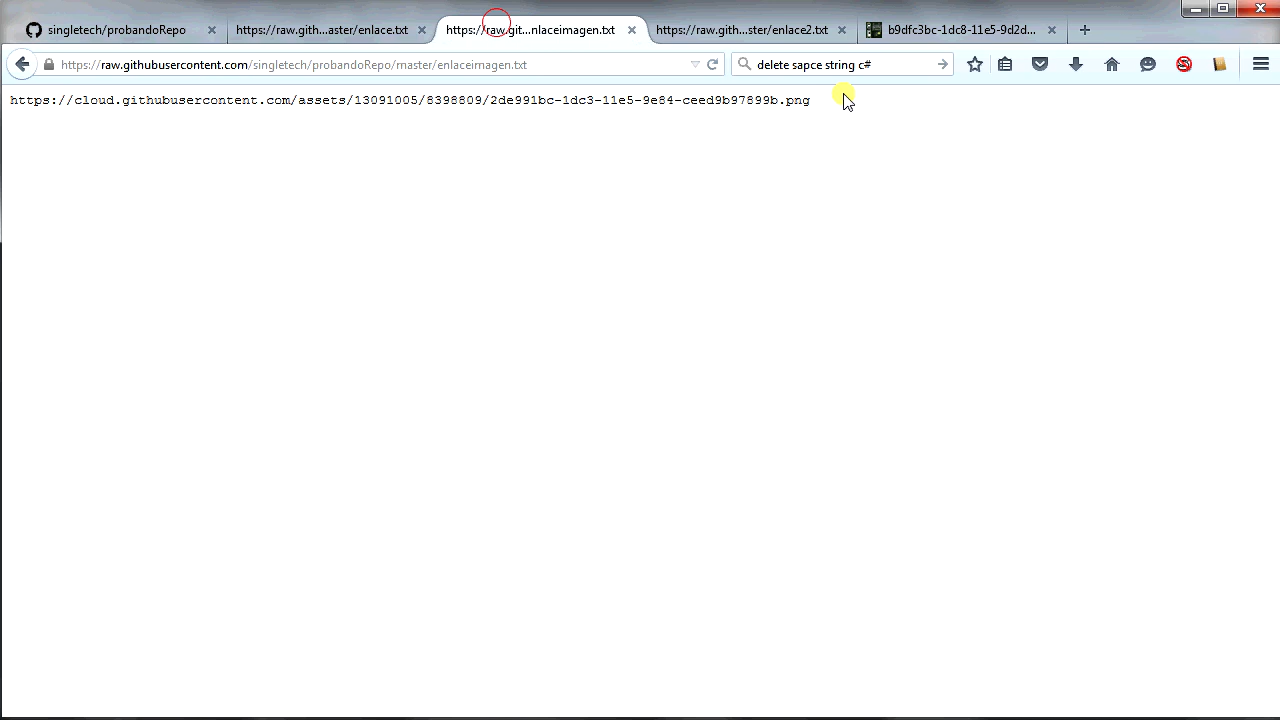 singletech/probandoRepo
https://raw.gith...aster/enlace.txt
https://raw.git...nlaceimagen.txt
https://raw.gith...ster/enlace2.txt
b9dfc3bc-1dc8-11e5-9d2d...
https://raw.githubusercontent.com/singletech/probandoRepo/master/enlaceimagen.txt
delete sapce string c#
https://cloud.githubusercontent.com/assets/13091005/8398809/2de991bc-1dc3-11e5-9e84-ceed9b97899b.png